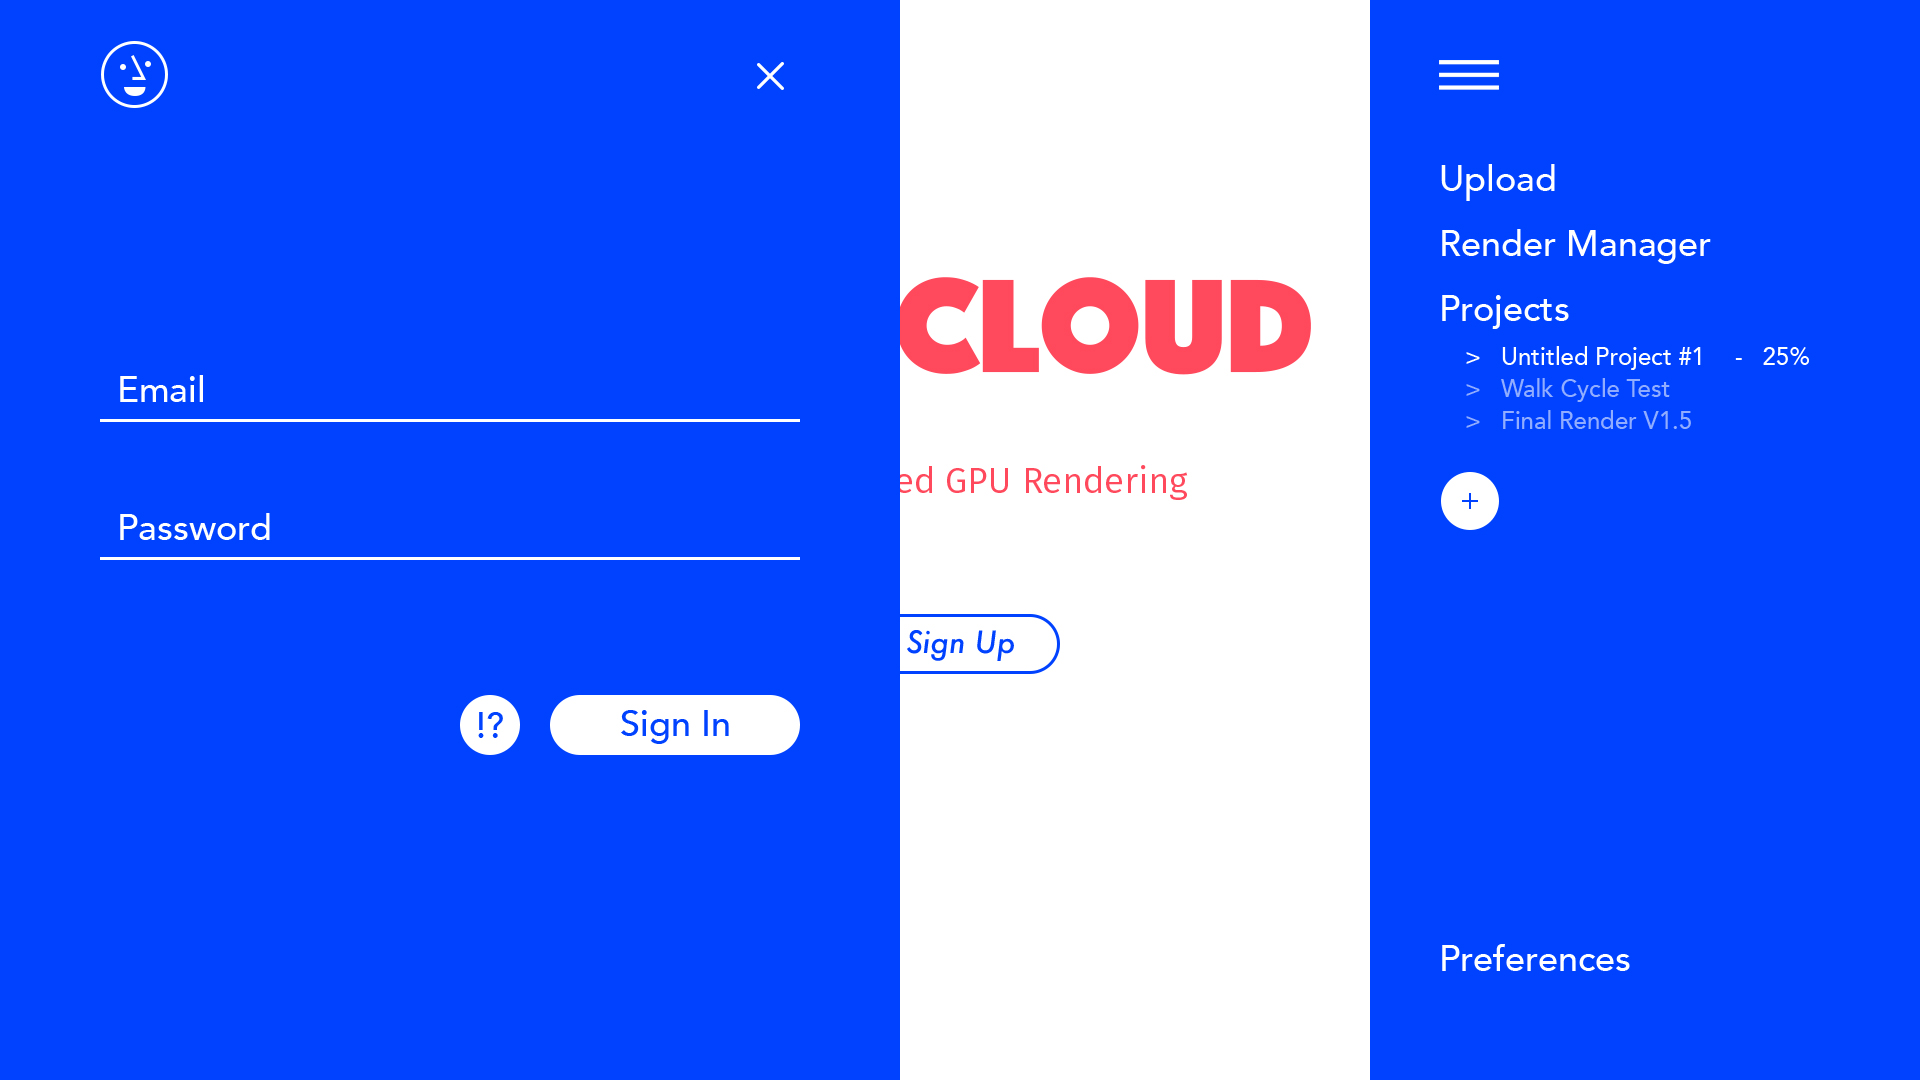 Email
Password
!?
Sign In
CLOUD
GPU Rendering
Sign Up
Upload
Render Manager
Projects
> Untitled Project #1 - 25%
> Walk Cycle Test
> Final Render V1.5
+
Preferences